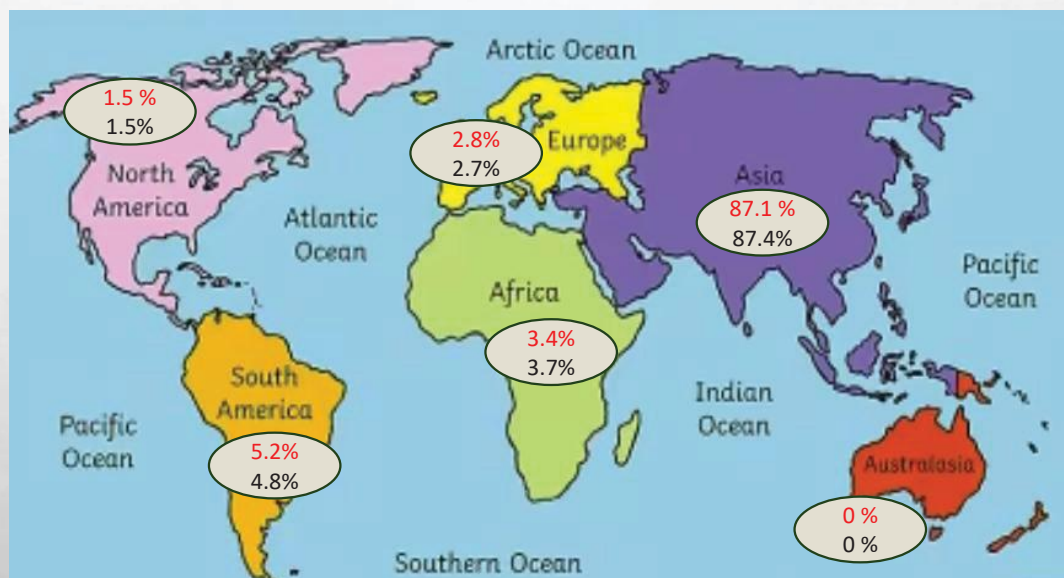 Arctic Ocean
1.5 %
1.5%
North
America
2.8%
2.7%
Europe
Asia
87.1 %
87.4%
Atlantic
Ocean
Pacific
Ocean
Africa
3.4%
3.7%
South
America
Indian
Ocean
Pacific
Ocean
5.2%
4.8%
Australasia
0 %
0 %
Southern Ocean